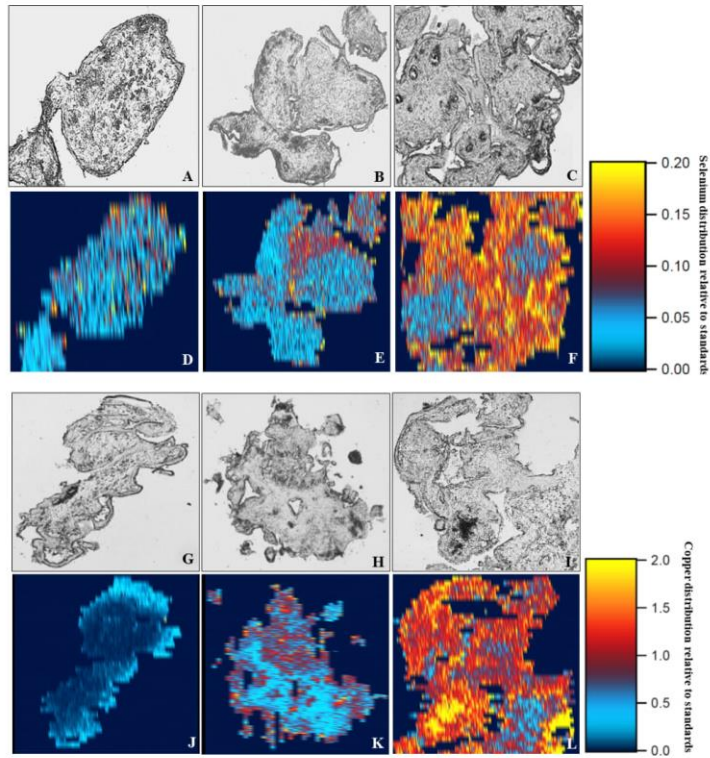 A
B
C
D
E
F
0.20
0.15
0.10
0.05
0.00
Selenium distribution relative to standards
G
H
I
J
K
L
2.0
1.5
1.0
0.5
0.0
Copper distribution relative to standards